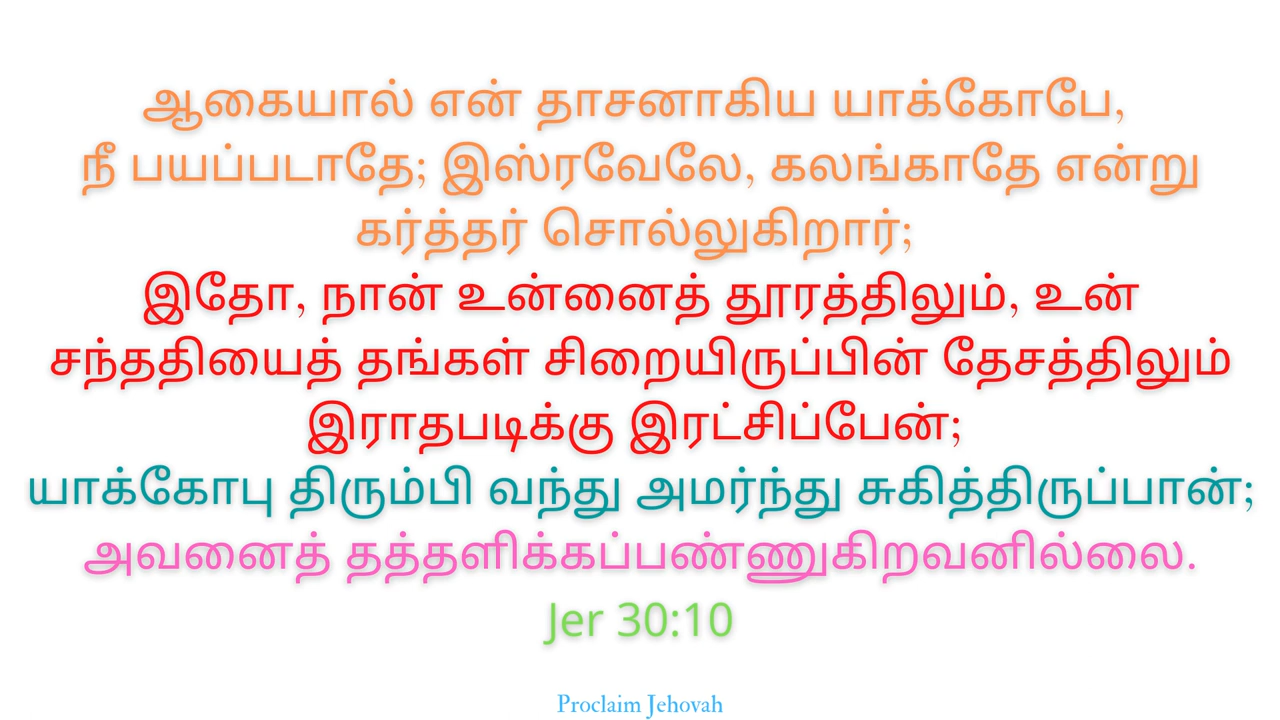 ஆகையால் என் தாசனாகிய யாக்கோபே,
நீ பயப்படாதே; இஸ்ரவேலே, கலங்காதே என்று
கர்த்தர் சொல்லுகிறார்;
இதோ, நான் உன்னைத் தூரத்திலும், உன்
சந்ததியைத் தங்கள் சிறையிருப்பின் தேசத்திலும்
இராதபடிக்கு இரட்சிப்பேன்;
யாக்கோபு திரும்பி வந்து அமர்ந்து சுகித்திருப்பான்;
அவனைத் தத்தளிக்கப்பண்ணுகிறவனில்லை.
Jer 30:10
Proclaim Jehovah